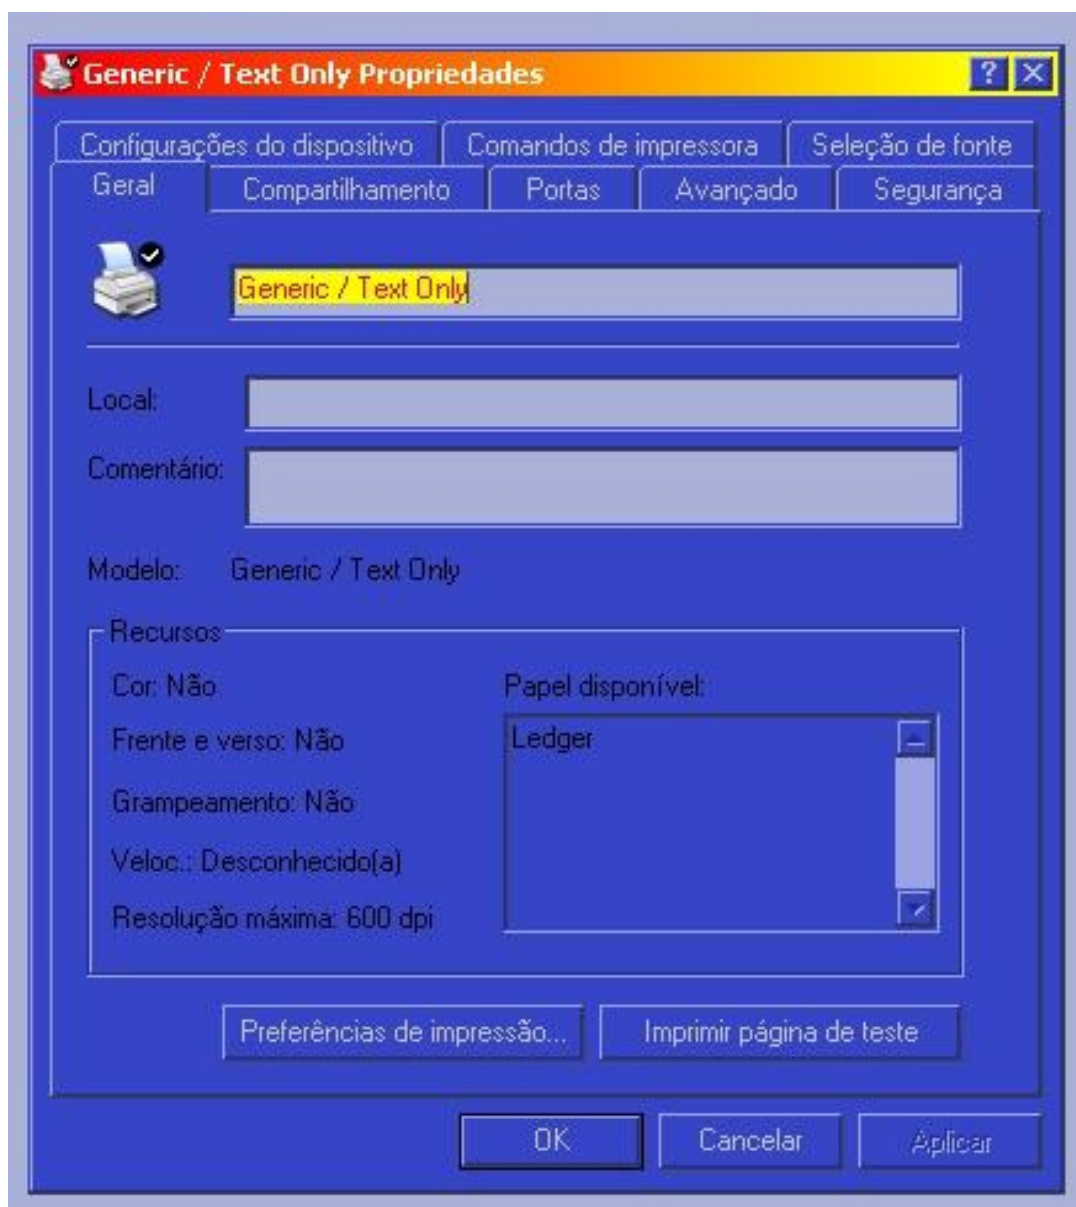 Generic / Text Only Propriedades
Configurações do dispositivo Comandos de impressora Seleção de fonte
Geral Compartilhamento Portas Avançado Segurança
Generic / Text Only
Local:
Comentário:
Modelo: Generic / Text Only
Recursos
Cor: Não
Frente e verso: Não
Grampeamento: Não
Veloc.: Desconhecido(a)
Resolução máxima: 600 dpi
Papel disponível:
Ledger
Preferências de impressão... Imprimir página de teste
OK Cancelar Aplicar